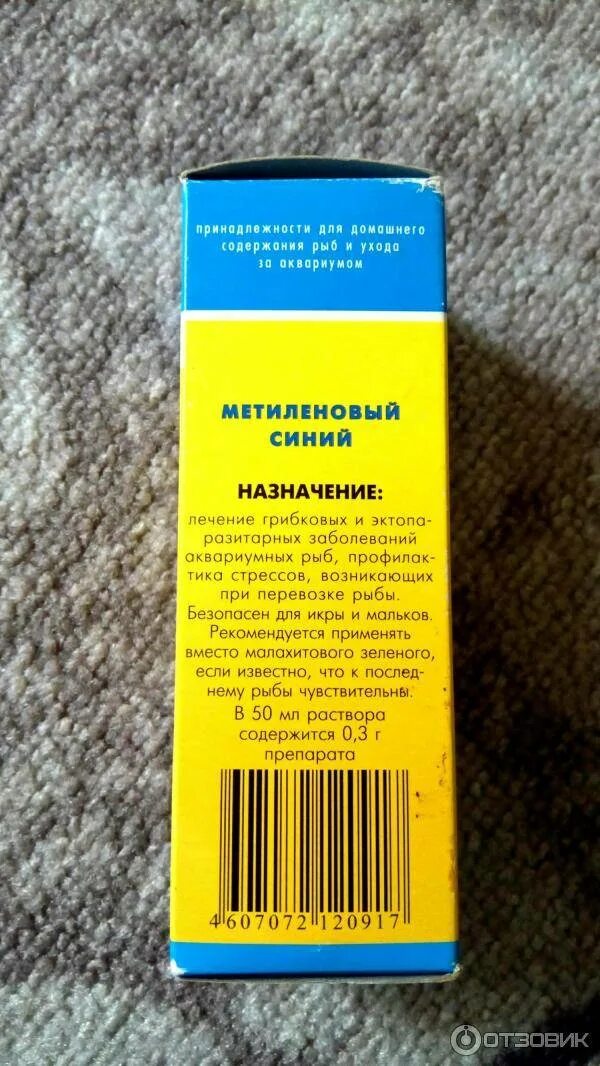 принадлежности для домашнего
содержания рыб и ухода
за аквариумом
МЕТИЛЕНОВЫЙ
СИНИЙ
НАЗНАЧЕНИЕ:
лечение грибковых и эктопа-
разитарных заболеваний
аквариумных рыб, профилак-
тика стрессов, возникающих
при перевозке рыбы.
Безопасен для икры и мальков.
Рекомендуется применять
вместо малахитового зеленого,
если известно, что к послед-
нему рыбы чувствительны.
В 50 мл раствора
содержится 0,3 г
препарата
4 607072 120917
ОТЗОВИК